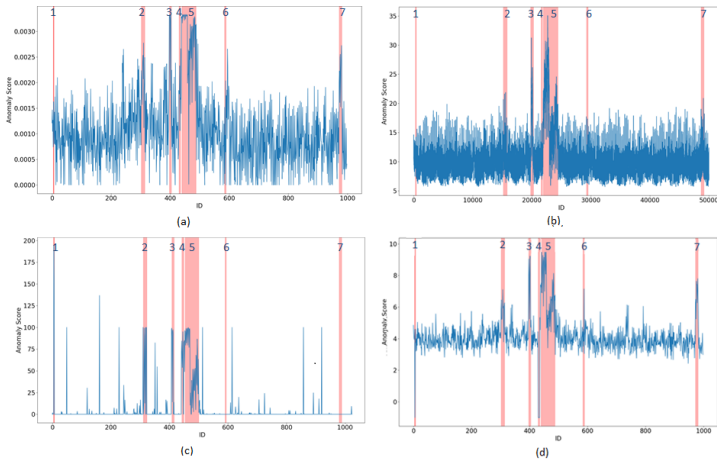 1 2 3 4 5 6 7
0.0030
0.0025
0.0020
0.0015
0.0010
0.0005
0.0000
Anomaly Score
0 200 400 600 800 1000
ID
(a)
1 2 3 4 5 6 7
35
30
25
20
15
10
5
Anomaly Score
0 10000 20000 30000 40000 50000
ID
(b)
1 2 3 4 5 6 7
200
175
150
125
100
75
50
25
0
Anomaly Score
0 200 400 600 800 1000
ID
(c)
1 2 3 4 5 6 7
10
8
6
4
2
0
Anomaly Score
0 200 400 600 800 1000
ID
(d)